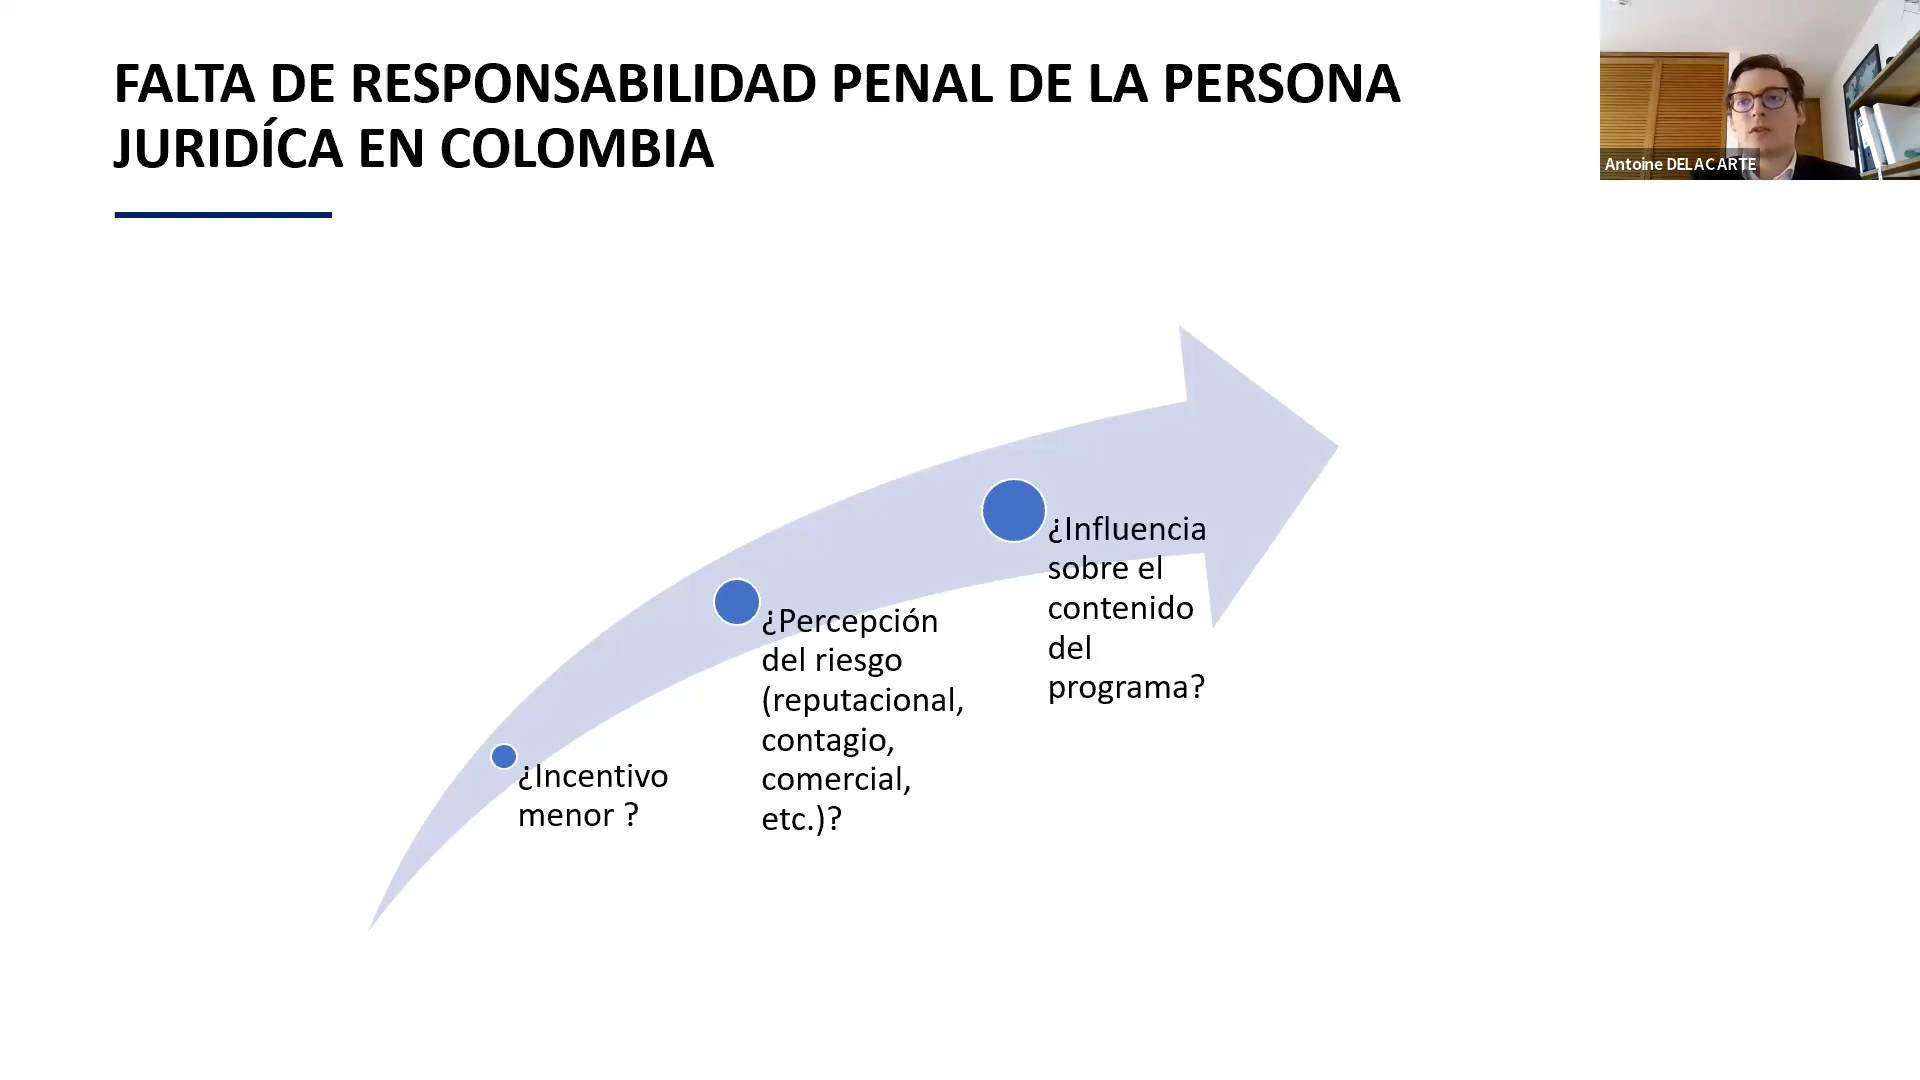 FALTA DE RESPONSABILIDAD PENAL DE LA PERSONA
JURIDÍCA EN COLOMBIA
Antoine DELACARTE
¿Incentivo
menor ?
¿Percepción
del riesgo
(reputacional,
contagio,
comercial,
etc.)?
¿Influencia
sobre el
contenido
del
programa?